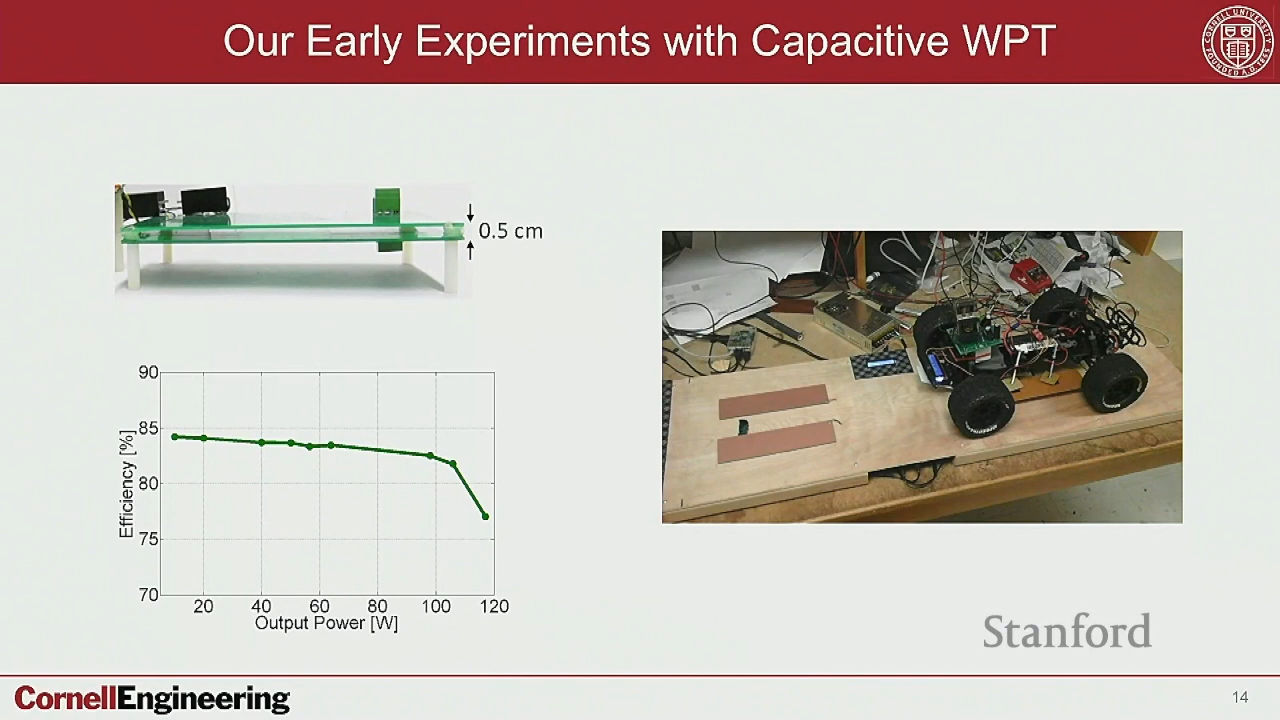 Our Early Experiments with Capacitive WPT
0.5 cm
90
85
80
75
70
Efficiency [%]
20 40 60 80 100 120
Output Power [W]
Stanford
CornellEngineering
14